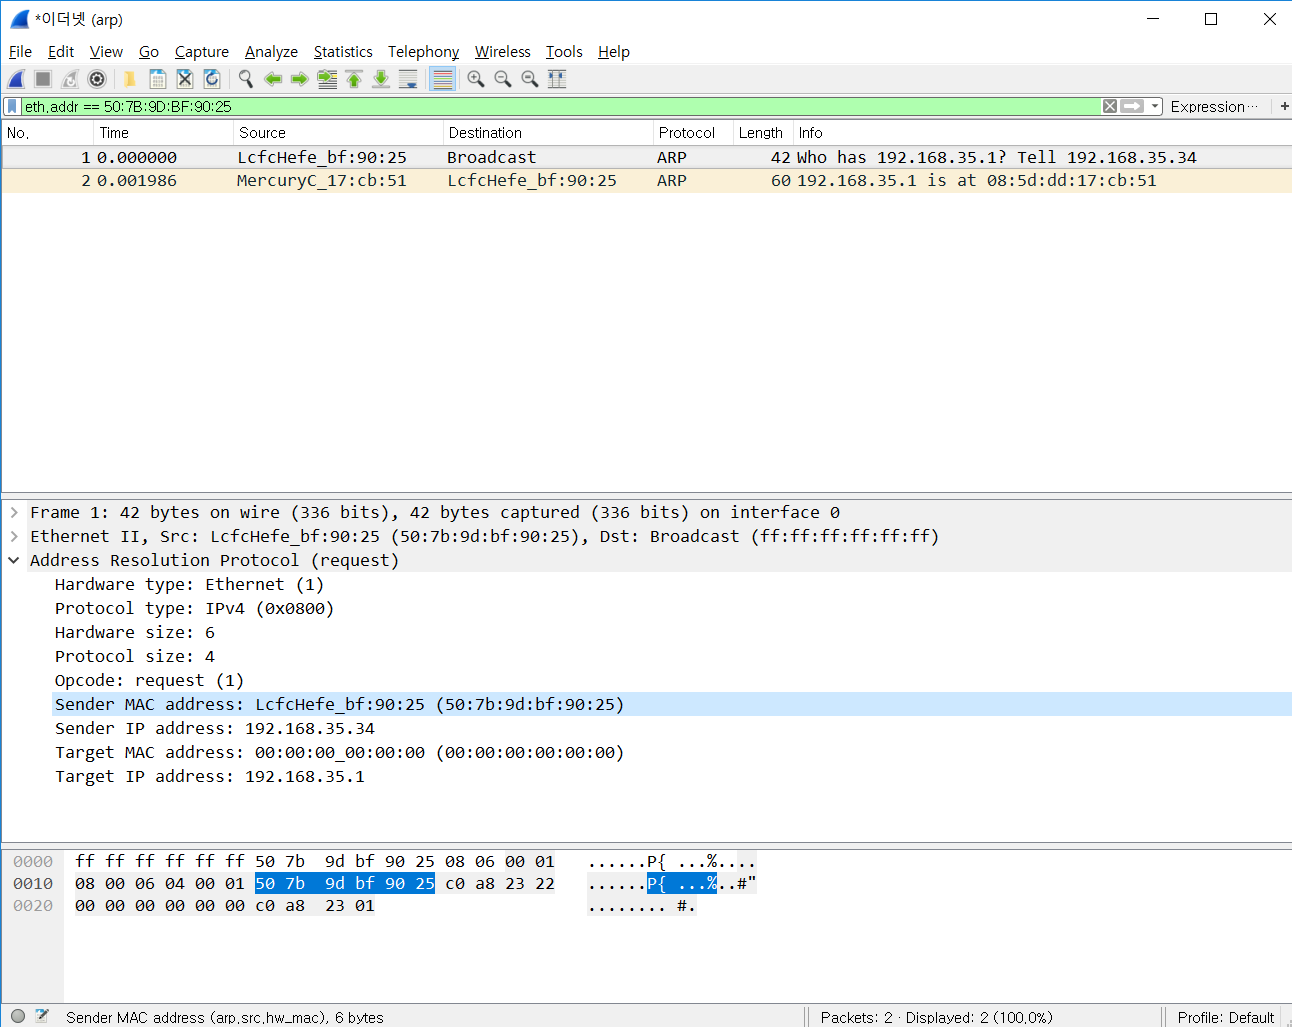 *이더넷 (arp)
File Edit View Go Capture Analyze Statistics Telephony Wireless Tools Help
eth.addr == 50:7B:9D:BF:90:25 Expression… +
No. Time Source Destination Protocol Length Info
1 0.000000 LcfcHefe_bf:90:25 Broadcast ARP 42 Who has 192.168.35.1? Tell 192.168.35.34
2 0.001986 MercuryC_17:cb:51 LcfcHefe_bf:90:25 ARP 60 192.168.35.1 is at 08:5d:dd:17:cb:51
Frame 1: 42 bytes on wire (336 bits), 42 bytes captured (336 bits) on interface 0
Ethernet II, Src: LcfcHefe_bf:90:25 (50:7b:9d:bf:90:25), Dst: Broadcast (ff:ff:ff:ff:ff:ff)
Address Resolution Protocol (request)
Hardware type: Ethernet (1)
Protocol type: IPv4 (0x0800)
Hardware size: 6
Protocol size: 4
Opcode: request (1)
Sender MAC address: LcfcHefe_bf:90:25 (50:7b:9d:bf:90:25)
Sender IP address: 192.168.35.34
Target MAC address: 00:00:00_00:00:00 (00:00:00:00:00:00)
Target IP address: 192.168.35.1
0000 ff ff ff ff ff ff 50 7b 9d bf 90 25 08 06 00 01 ......P{ ...%....
0010 08 00 06 04 00 01 50 7b 9d bf 90 25 c0 a8 23 22 ......P{ ...%..#"
0020 00 00 00 00 00 00 c0 a8 23 01 ........ #.
Sender MAC address (arp.src.hw_mac), 6 bytes Packets: 2 · Displayed: 2 (100.0%) Profile: Default